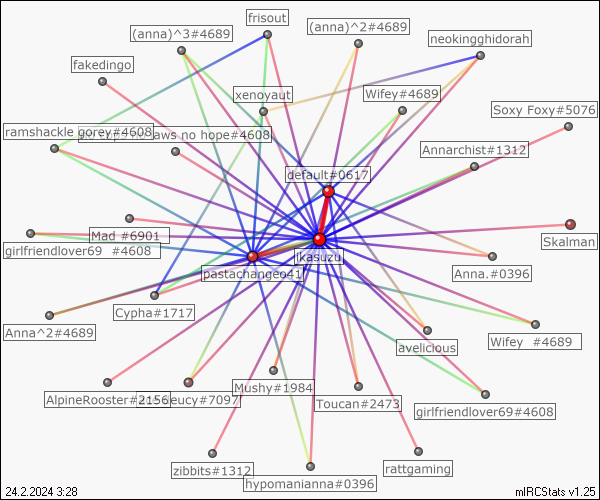 frisout
(anna)^3#4689
(anna)^2#4689
neokingghidorah
fakedingo
xenoyaut
Wifey#4689
Soxy Foxy#5076
ramshackle gorey#4608
laws no hope#4608
Annarchist#1312
default#0617
Mad #6901
Skalman
girlfriendlover69 #4608
jkasuzu
pastachange641
Anna.#0396
Cypha#1717
Anna^2#4689
avelicious
Wifey #4689
AlpineRooster#2156
eucy#7097
Mushy#1984
Toucan#2473
girlfriendlover69#4608
zibbits#1312
rattgaming
hypomanianna#0396
24.2.2024 3:28
mIRCStats v1.25